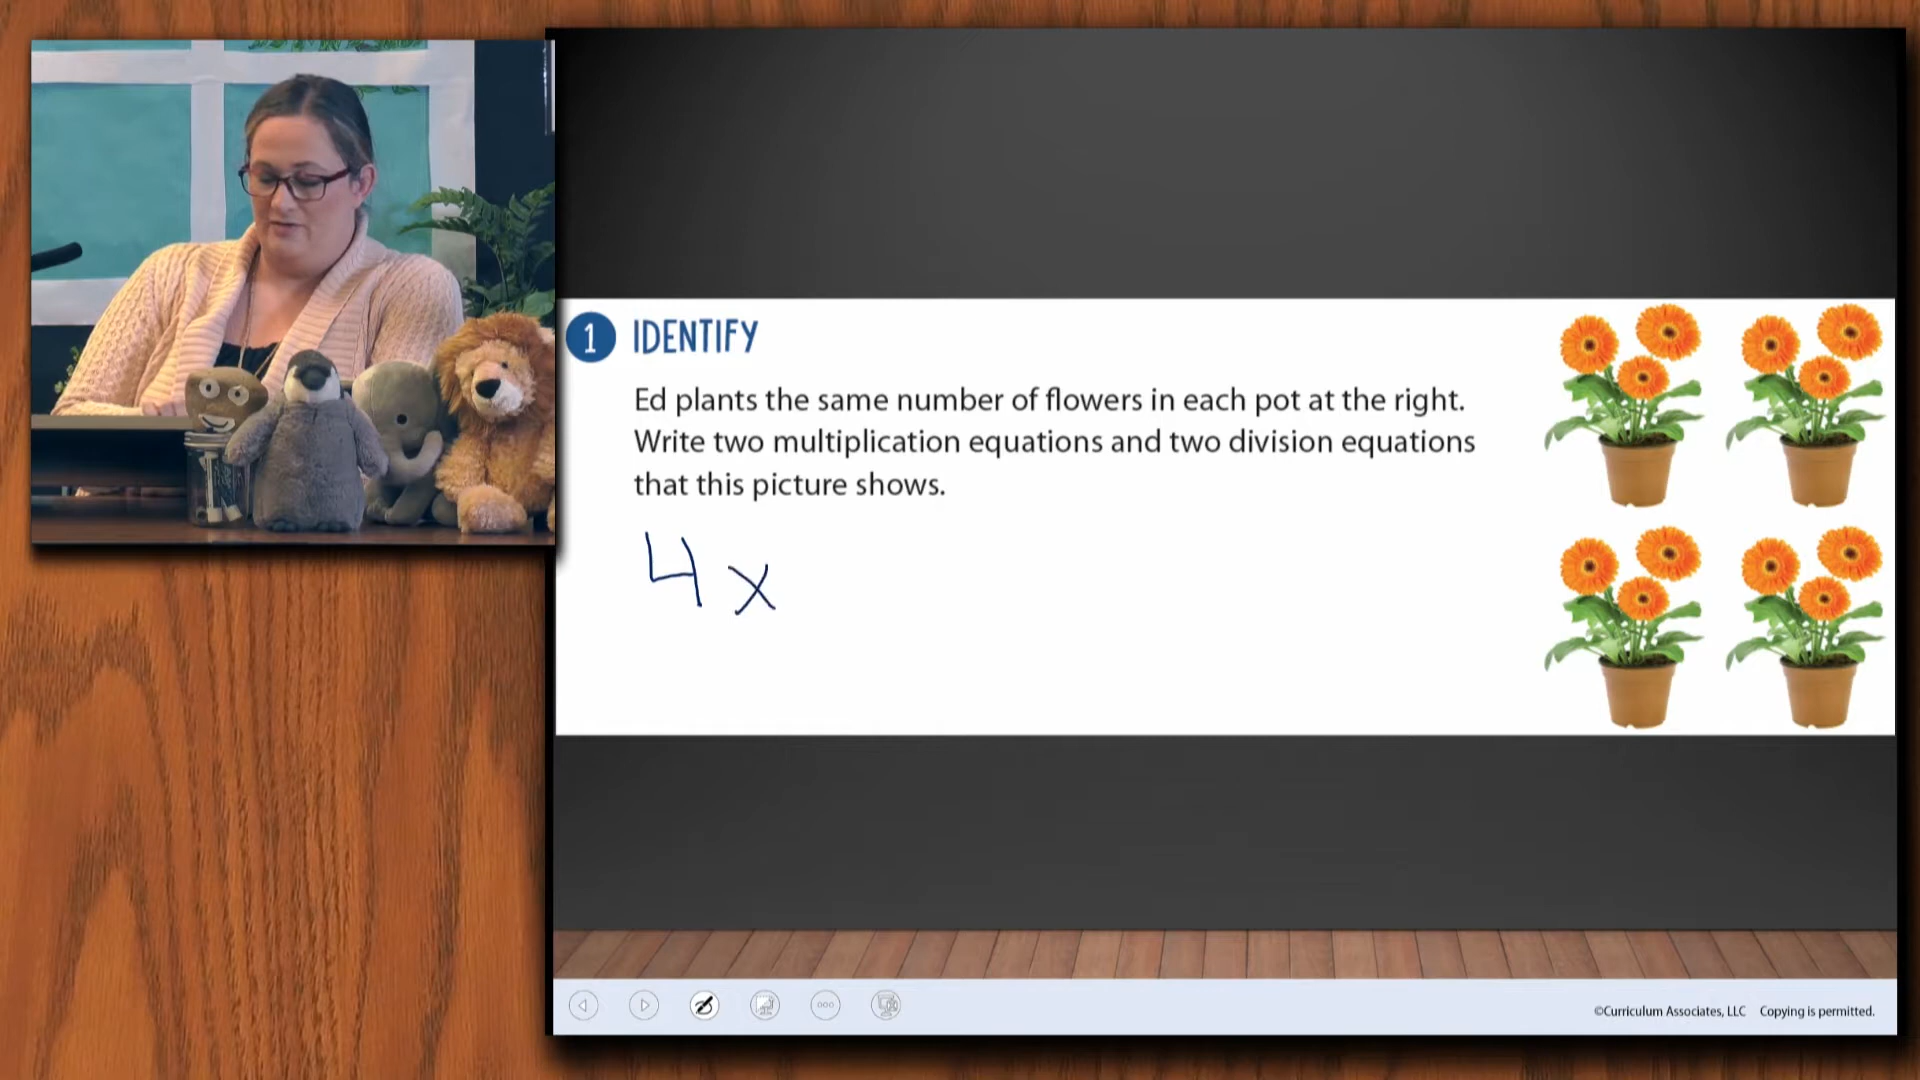 1 IDENTIFY
Ed plants the same number of flowers in each pot at the right.
Write two multiplication equations and two division equations
that this picture shows.
4 x
©Curriculum Associates, LLC Copying is permitted.